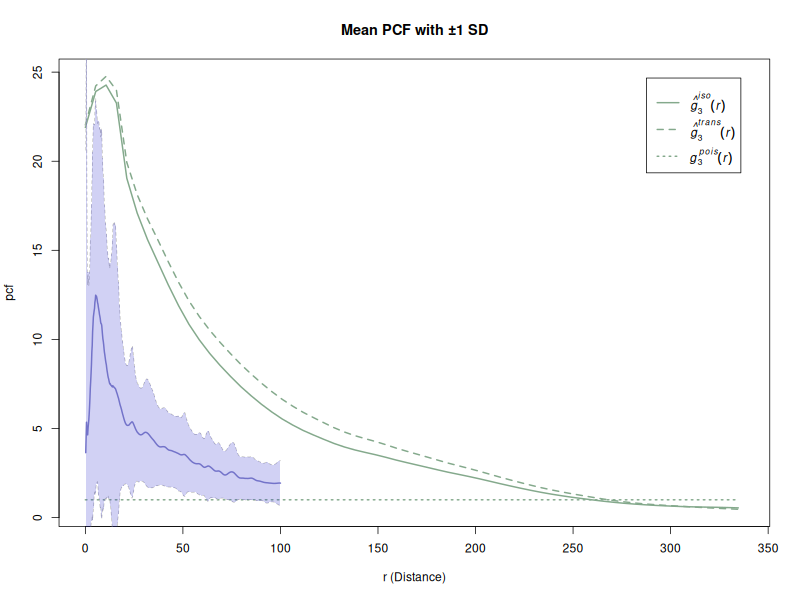 Mean PCF with ±1 SD
ĝ₃ⁱˢᵒ(r)
ĝ₃ᵗʳᵃⁿˢ(r)
g₃ᵖᵒⁱˢ(r)
pcf
25
20
15
10
5
0
0 50 100 150 200 250 300 350
r (Distance)